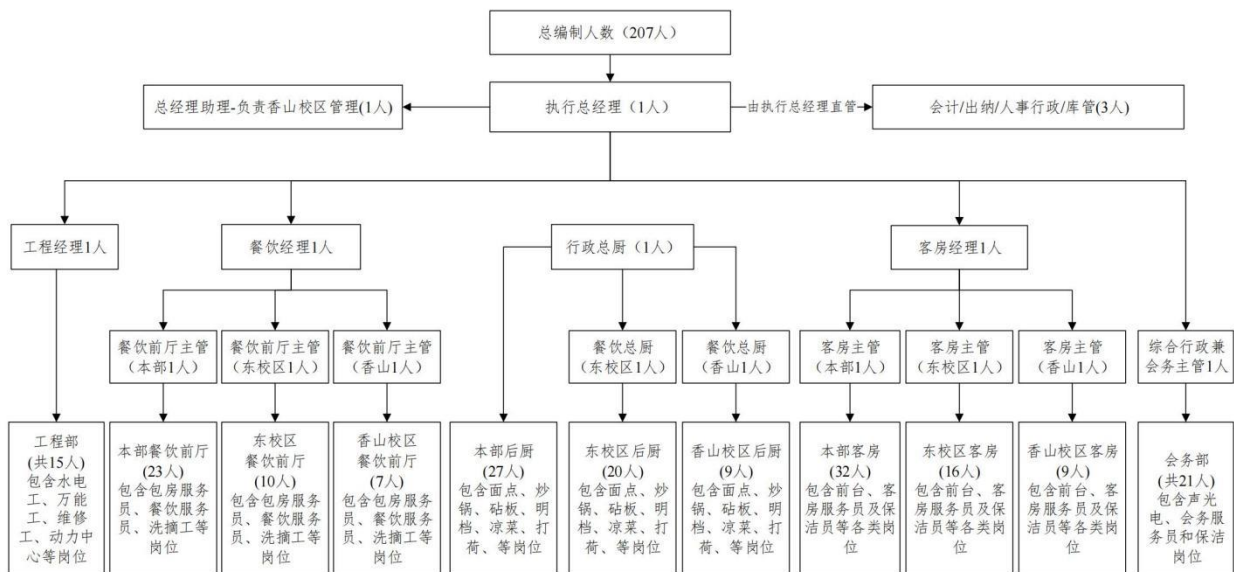 总编制人数（207人）
总经理助理-负责香山校区管理(1人)
执行总经理（1人）
由执行总经理直管
会计/出纳/人事行政/库管(3人)
工程经理1人
餐饮经理1人
行政总厨（1人）
客房经理1人
餐饮前厅主管
（本部1人）
餐饮前厅主管
（东校区1人）
餐饮前厅主管
（香山1人）
餐饮总厨
（东校区1人）
餐饮总厨
（香山1人）
客房主管
（本部1人）
客房主管
（东校区1人）
客房主管
（香山1人）
综合行政兼
会务主管1人
工程部
(共15人)
包含水电
工、万能
工、维修
工、动力中
心等岗位
本部餐饮前厅
(23人)
包含包房服务
员、餐饮服务
员、洗摘工等
岗位
东校区
餐饮前厅
(10人)
包含包房服务
员、餐饮服务
员、洗摘工等
岗位
香山校区
餐饮前厅
(7人)
包含包房服务
员、餐饮服务
员、洗摘工等
岗位
本部后厨
(27人)
包含面点、炒
锅、砧板、明
档、凉菜、打
荷、等岗位
东校区后厨
(20人)
包含面点、炒
锅、砧板、明
档、凉菜、打
荷、等岗位
香山校区后厨
(9人)
包含面点、炒
锅、砧板、明
档、凉菜、打
荷、等岗位
本部客房
(32人)
包含前台、客
房服务员及保
洁员等各类岗
位
东校区客房
(16人)
包含前台、客
房服务员及保
洁员等各类岗
位
香山校区客房
(9人)
包含前台、客
房服务员及保
洁员等各类岗
位
会务部
(共21人)
包含声光
电、会务服
务员和保洁
岗位